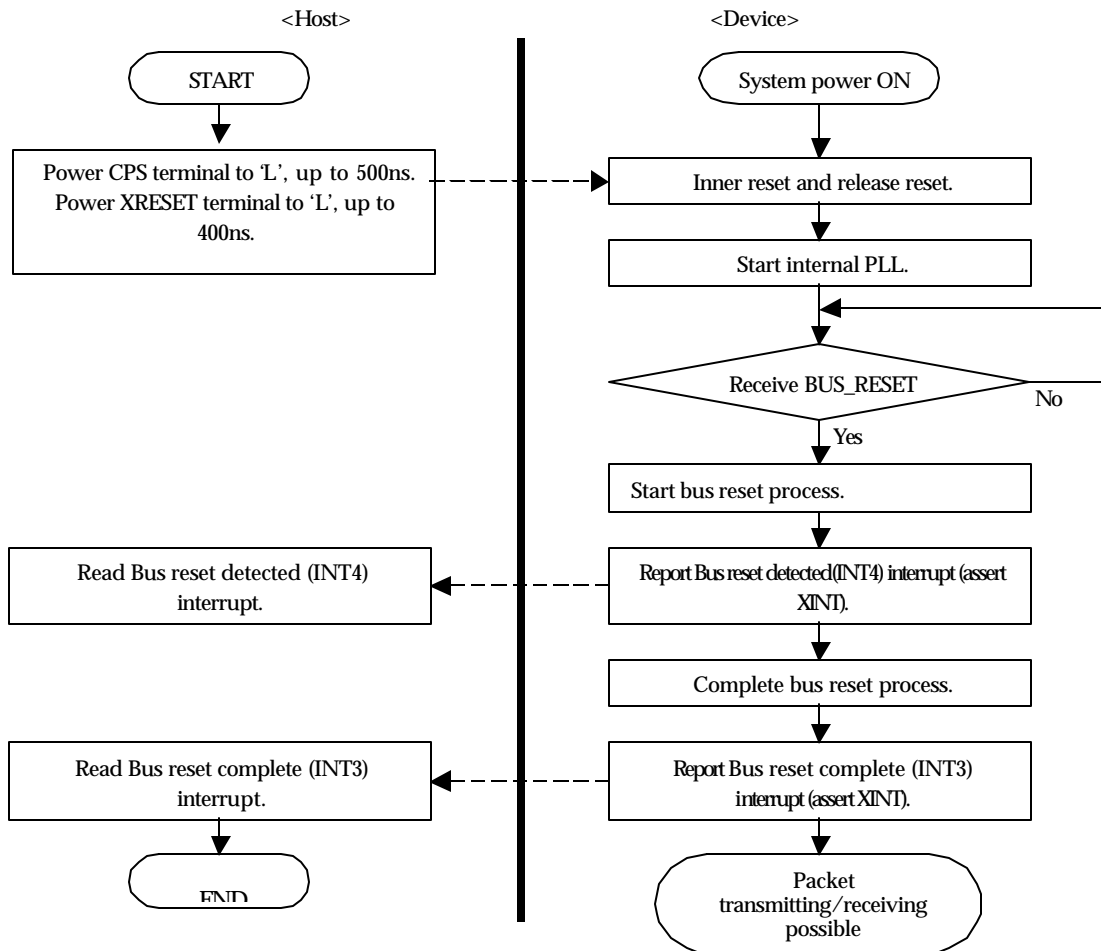 <Host>
<Device>
START
System power ON
Power CPS terminal to ‘L’, up to 500ns.
Power XRESET terminal to ‘L’, up to
400ns.
Inner reset and release reset.
Start internal PLL.
Receive BUS_RESET
No
Yes
Start bus reset process.
Read Bus reset detected (INT4)
interrupt.
Report Bus reset detected(INT4) interrupt (assert
XINT).
Complete bus reset process.
Read Bus reset complete (INT3)
interrupt.
Report Bus reset complete (INT3)
interrupt (assert XINT).
END
Packet
transmitting/receiving
possible